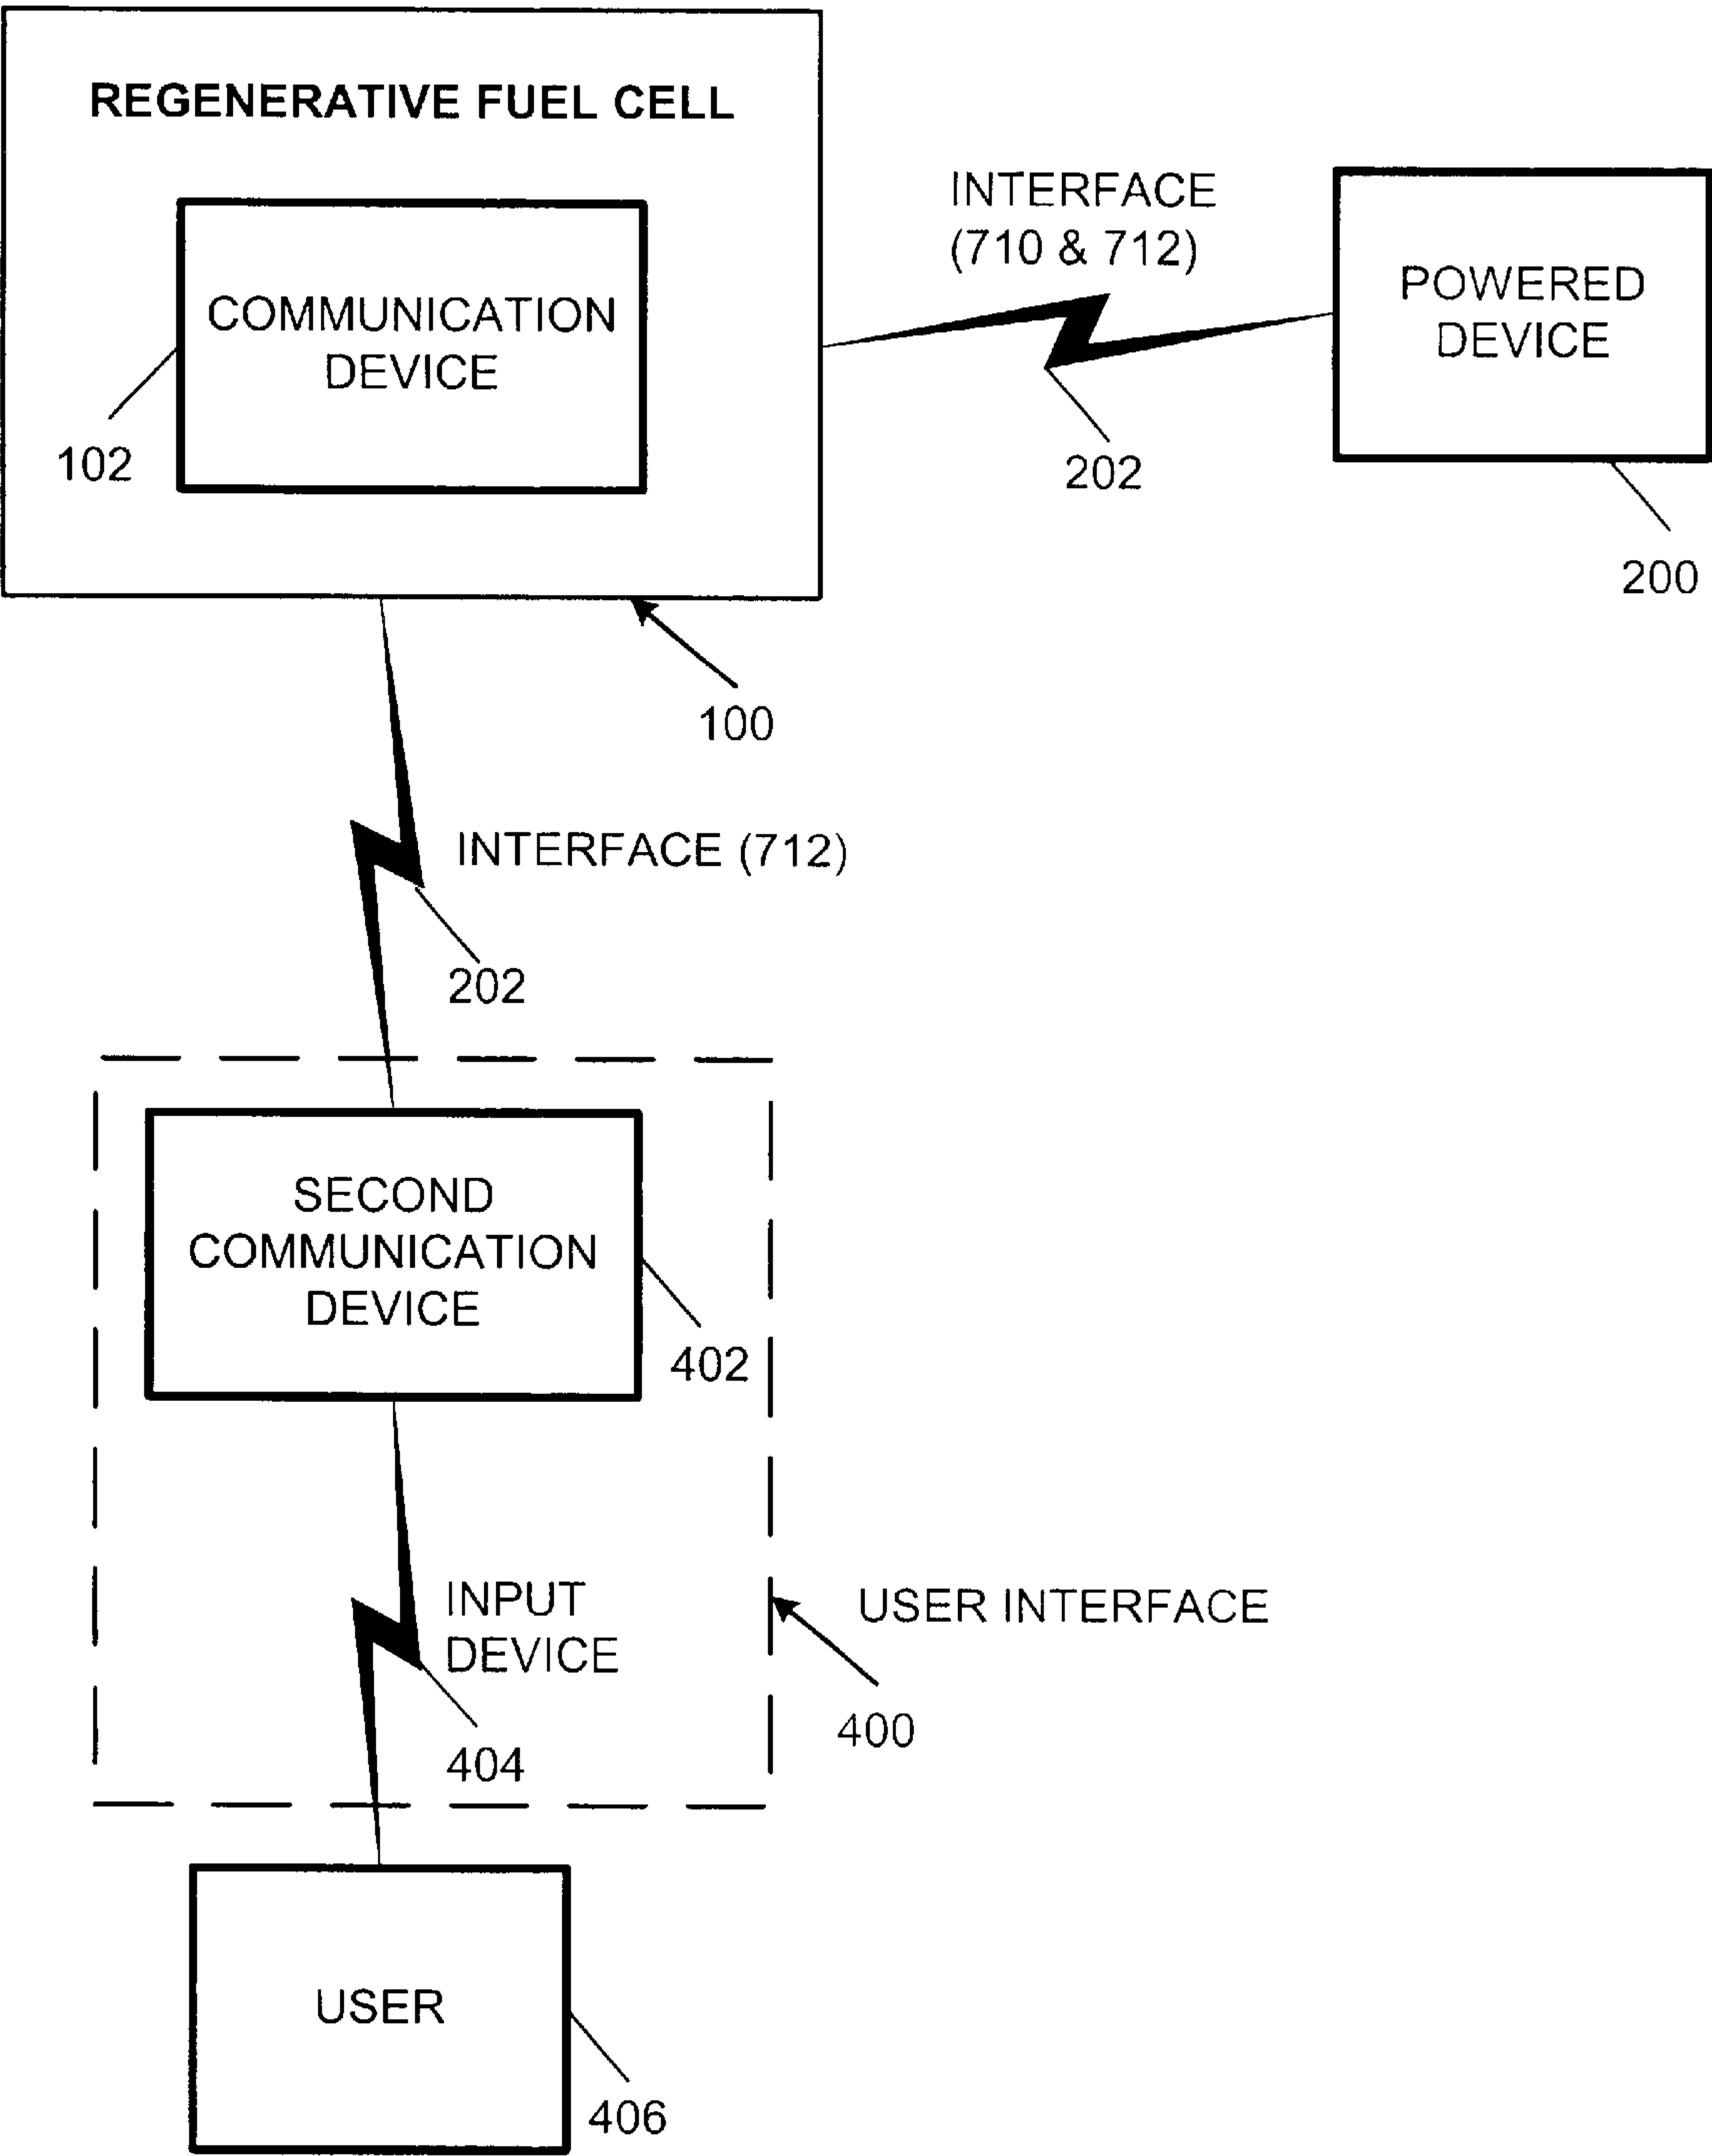 REGENERATIVE FUEL CELL
COMMUNICATION
DEVICE
102
INTERFACE
(710 & 712)
202
POWERED
DEVICE
200
100
INTERFACE (712)
202
SECOND
COMMUNICATION
DEVICE
402
INPUT
DEVICE
404
USER INTERFACE
400
USER
406